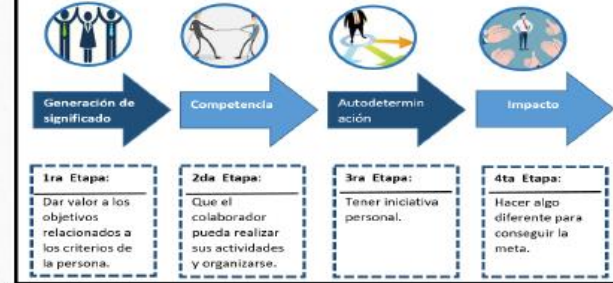 Generación de
significado
Competencia
Autodetermin
ación
Impacto
1ra Etapa:
Dar valor a los
objetivos
relacionados a
los criterios de
la persona.
2da Etapa:
Que el
colaborador
pueda realizar
sus actividades
y organizarse.
3ra Etapa:
Tener iniciativa
personal.
4ta Etapa:
Hacer algo
diferente para
conseguir la
meta.